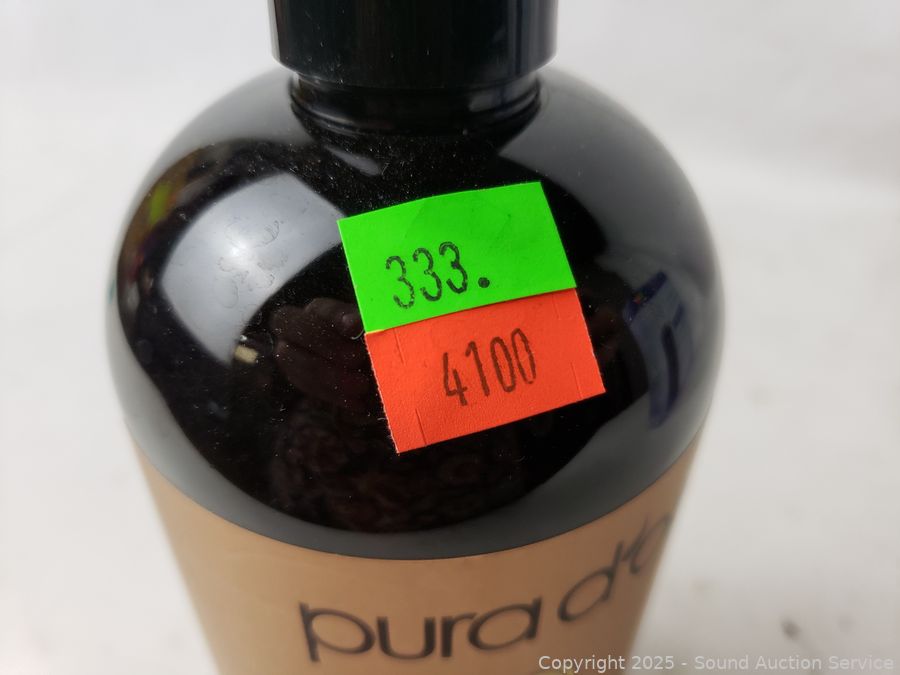 333.
4100
pura d'o
Copyright 2025 - Sound Auction Service